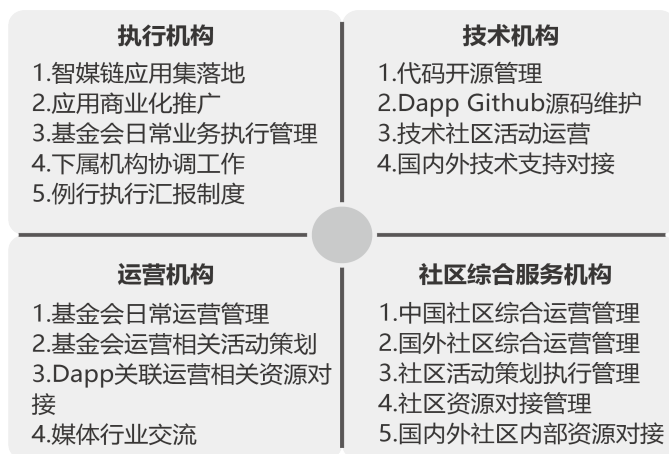 执行机构
1.智媒链应用集落地
2.应用商业化推广
3.基金会日常业务执行管理
4.下属机构协调工作
5.例行执行汇报制度
技术机构
1.代码开源管理
2.Dapp Github源码维护
3.技术社区活动运营
4.国内外技术支持对接
运营机构
1.基金会日常运营管理
2.基金会运营相关活动策划
3.Dapp关联运营相关资源对
接
4.媒体行业交流
社区综合服务机构
1.中国社区综合运营管理
2.国外社区综合运营管理
3.社区活动策划执行管理
4.社区资源对接管理
5.国内外社区内部资源对接